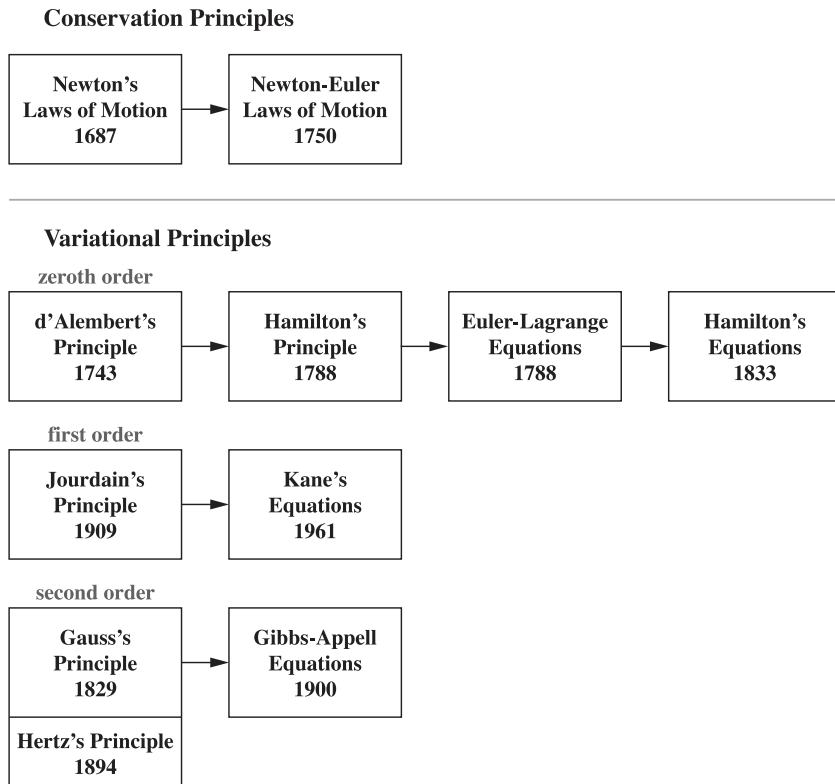 Conservation Principles
Newton's
Laws of Motion
1687
Newton-Euler
Laws of Motion
1750
Variational Principles
zeroth order
d'Alembert's
Principle
1743
Hamilton's
Principle
1788
Euler-Lagrange
Equations
1788
Hamilton's
Equations
1833
first order
Jourdain's
Principle
1909
Kane's
Equations
1961
second order
Gauss's
Principle
1829
Gibbs-Appell
Equations
1900
Hertz's Principle
1894